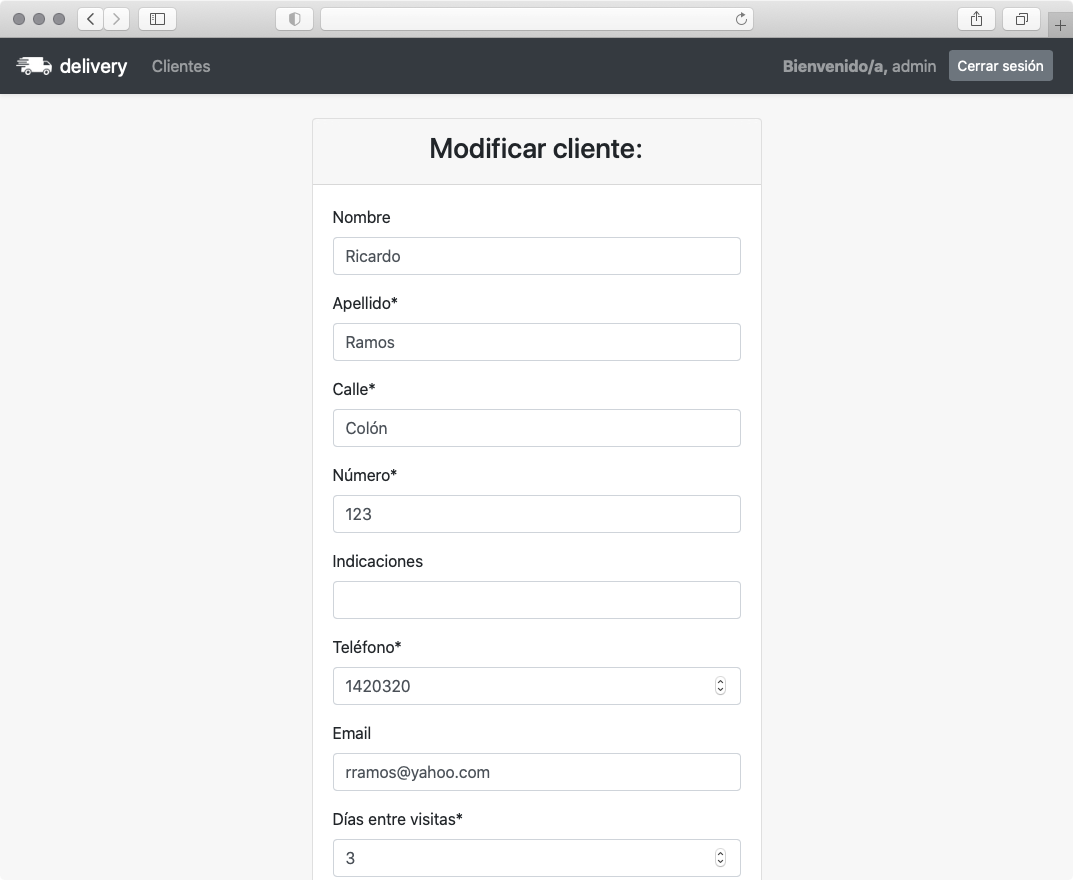 delivery Clientes Bienvenido/a, admin Cerrar sesión
Modificar cliente:
Nombre
Ricardo
Apellido*
Ramos
Calle*
Colón
Número*
123
Indicaciones
Teléfono*
1420320
Email
rramos@yahoo.com
Días entre visitas*
3